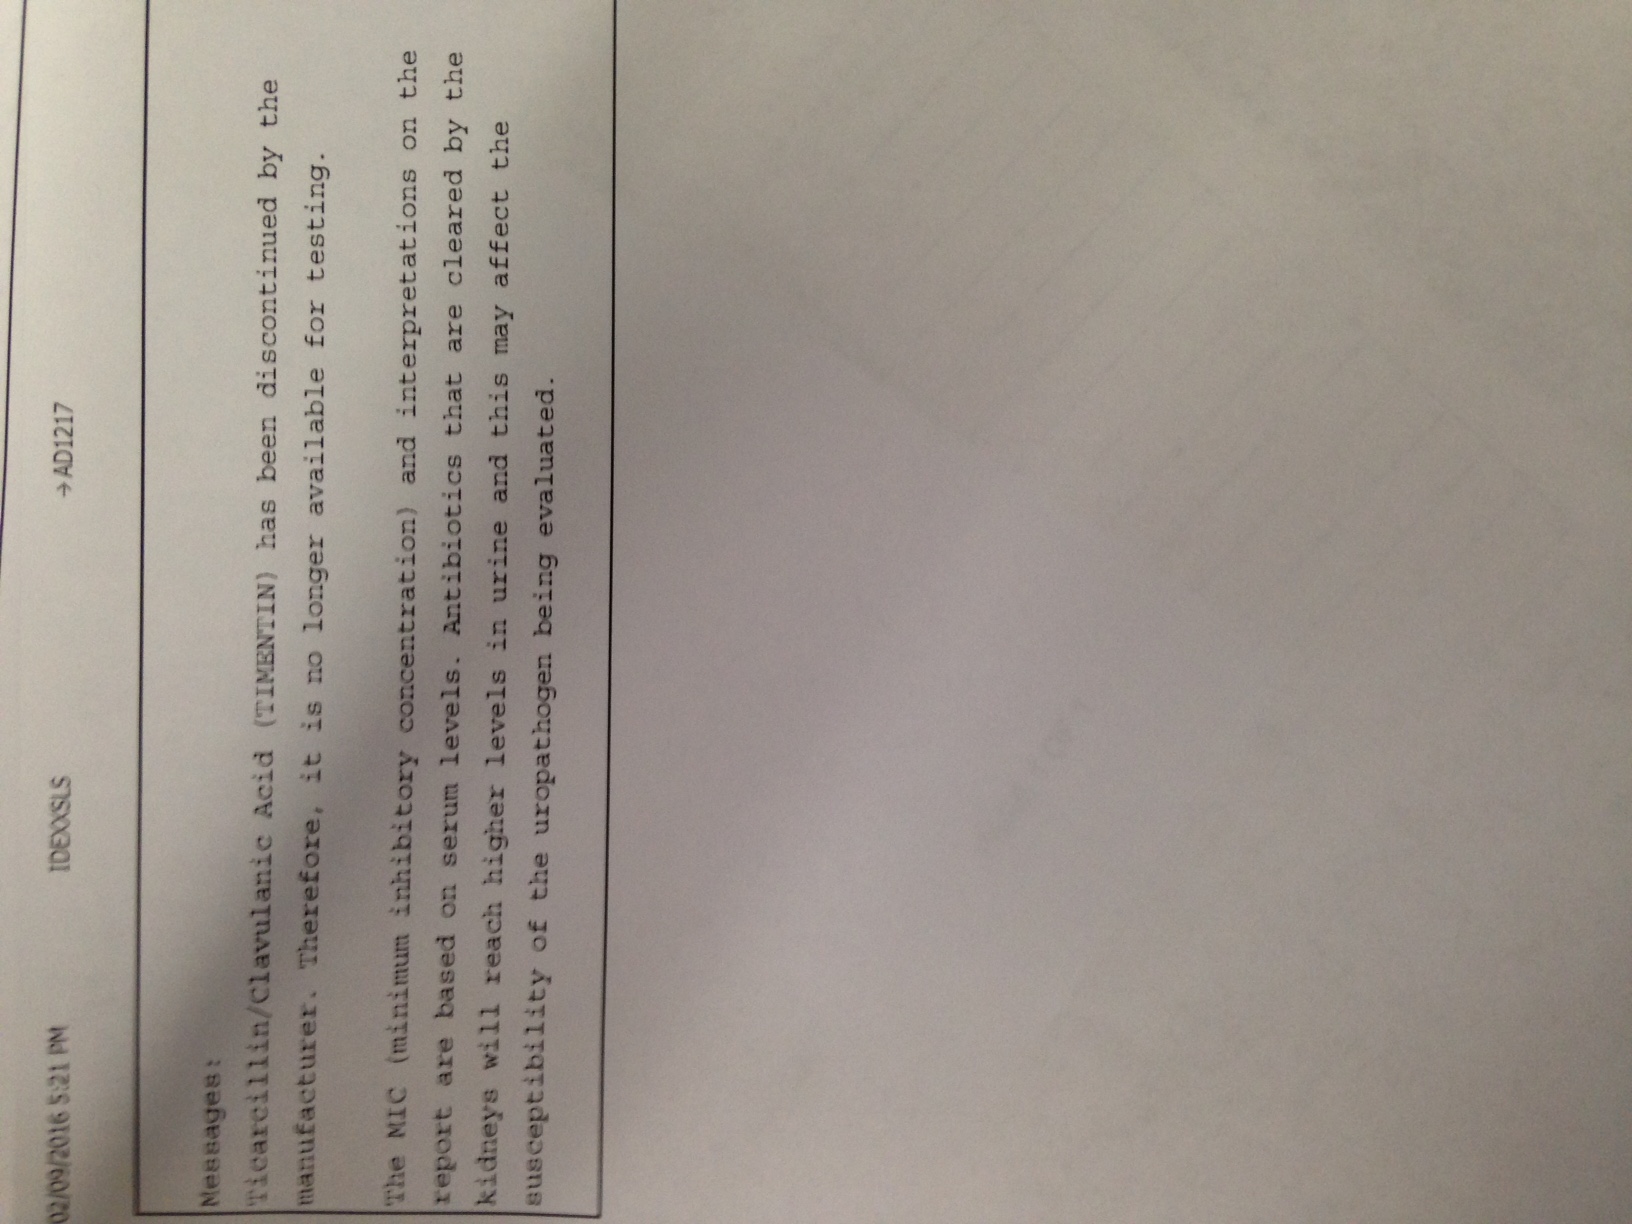 02/09/2016 5:21 PM IDEXXSLS →AD1217
Messages:
Ticarcillin/Clavulanic Acid (TIMENTIN) has been discontinued by the
manufacturer. Therefore, it is no longer available for testing.
The MIC (minimum inhibitory concentration) and interpretations on the
report are based on serum levels. Antibiotics that are cleared by the
kidneys will reach higher levels in urine and this may affect the
susceptibility of the uropathogen being evaluated.